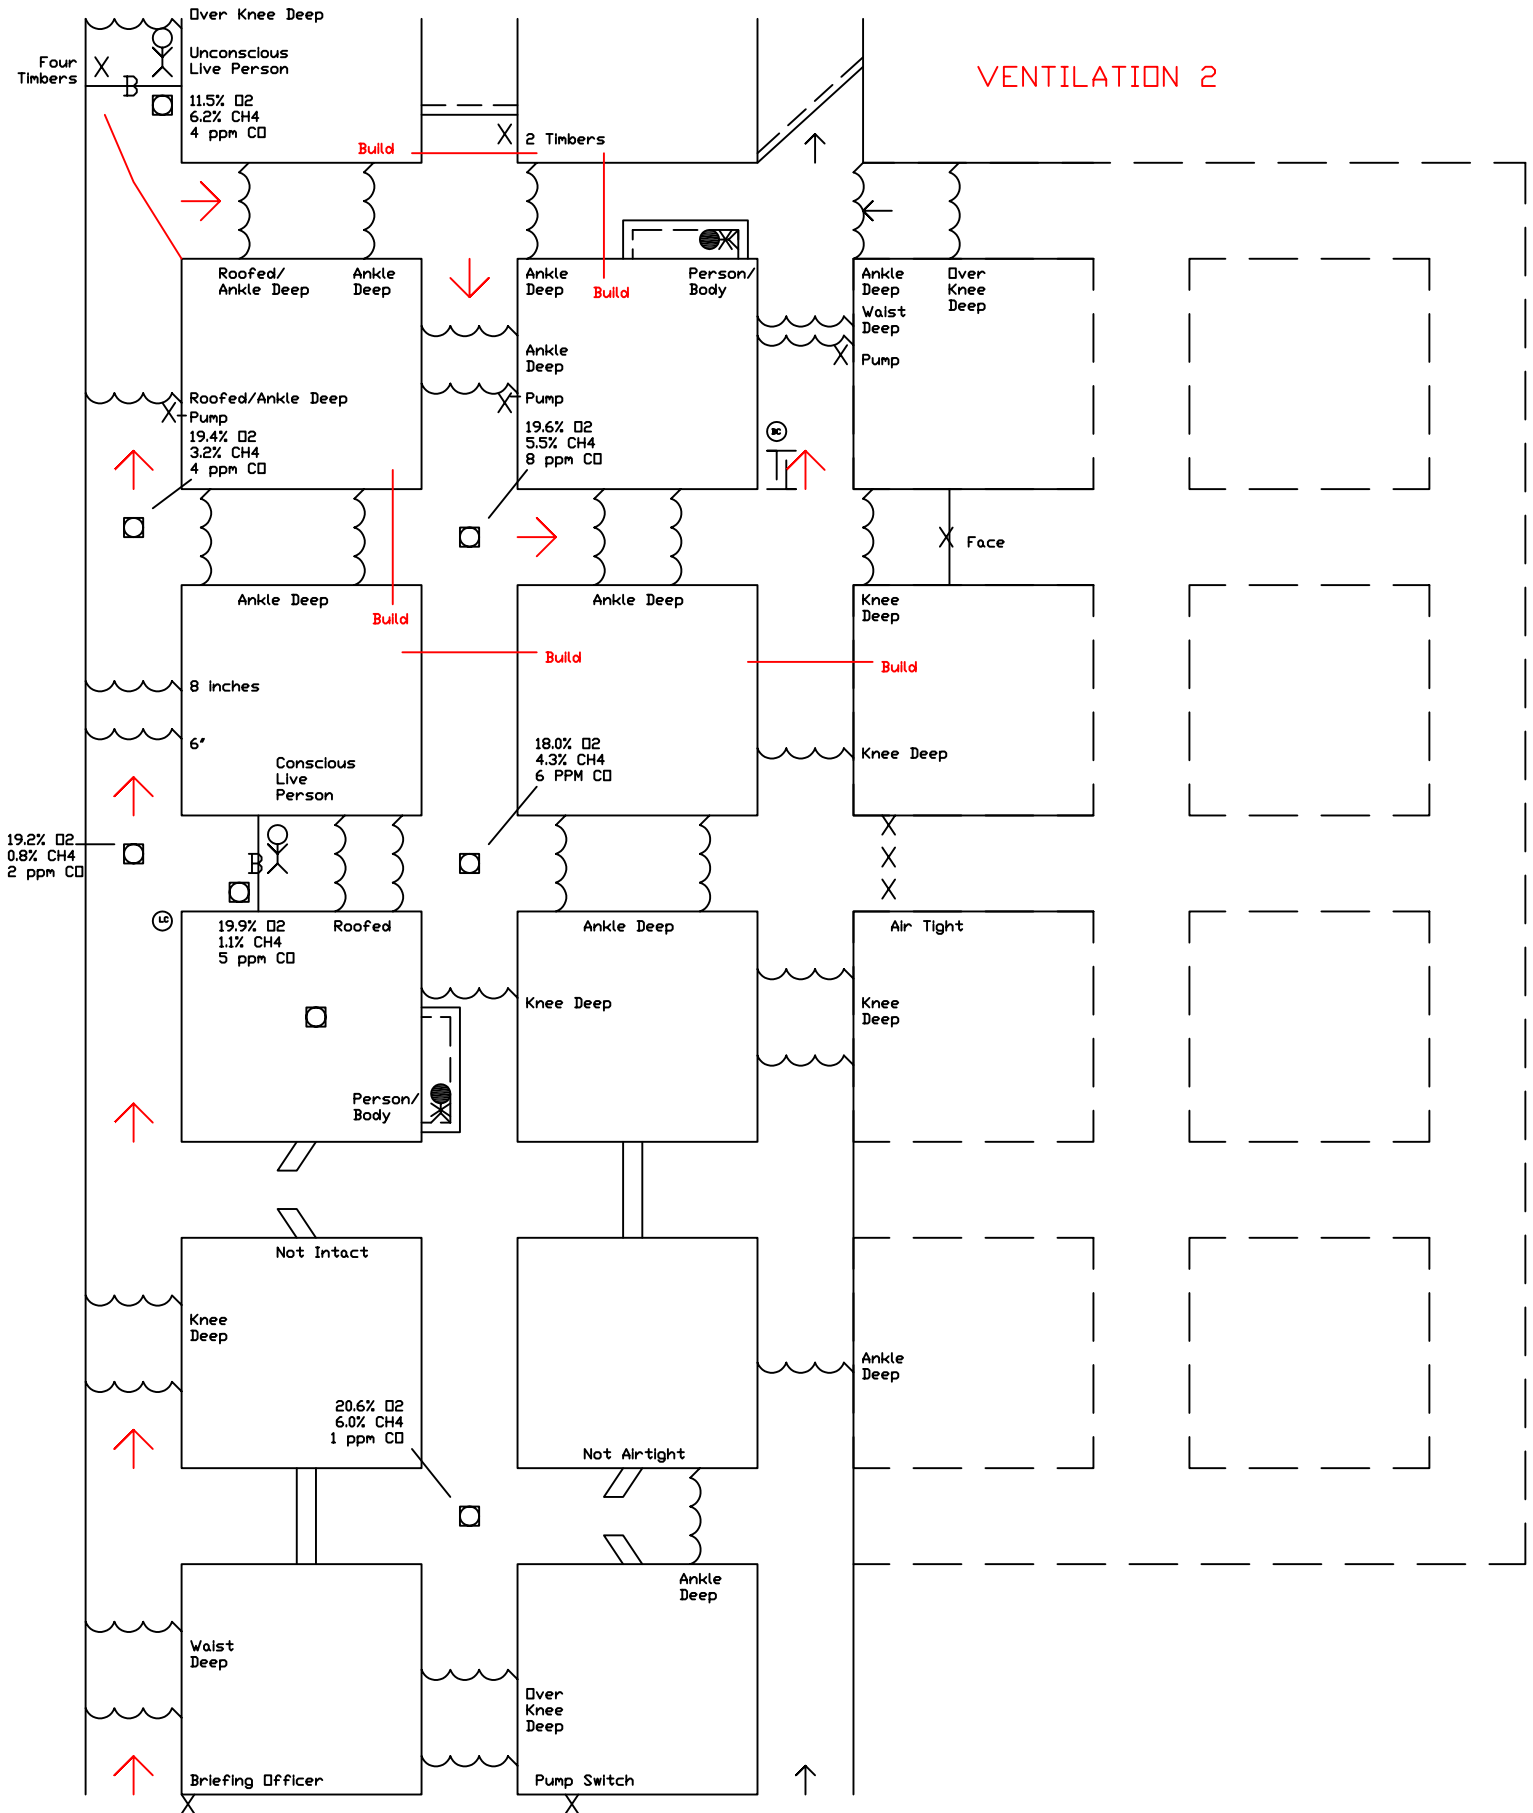 Over Knee Deep
Unconscious
Live Person
Four
Timbers
B
11.5% O2
6.2% CH4
4 ppm CO
VENTILATION 2
2 Timbers
Build
Roofed/
Ankle Deep
Ankle
Deep
Ankle
Deep
Build
Person/
Body
Ankle
Deep
Over
Knee
Deep
Waist
Deep
Ankle
Deep
Pump
Roofed/Ankle Deep
Pump
Pump
19.4% O2
3.2% CH4
4 ppm CO
19.6% O2
5.5% CH4
8 ppm CO
BC
Face
Ankle Deep
Build
Ankle Deep
Knee
Deep
Build
Build
8 inches
6"
Conscious
Live
Person
18.0% O2
4.3% CH4
6 PPM CO
Knee Deep
19.2% O2
0.8% CH4
2 ppm CO
B
LC
19.9% O2
1.1% CH4
5 ppm CO
Roofed
Ankle Deep
Air Tight
Knee Deep
Knee
Deep
Person/
Body
Not Intact
Knee
Deep
Ankle
Deep
20.6% O2
6.0% CH4
1 ppm CO
Not Airtight
Ankle
Deep
Waist
Deep
Over
Knee
Deep
Briefing Officer
Pump Switch